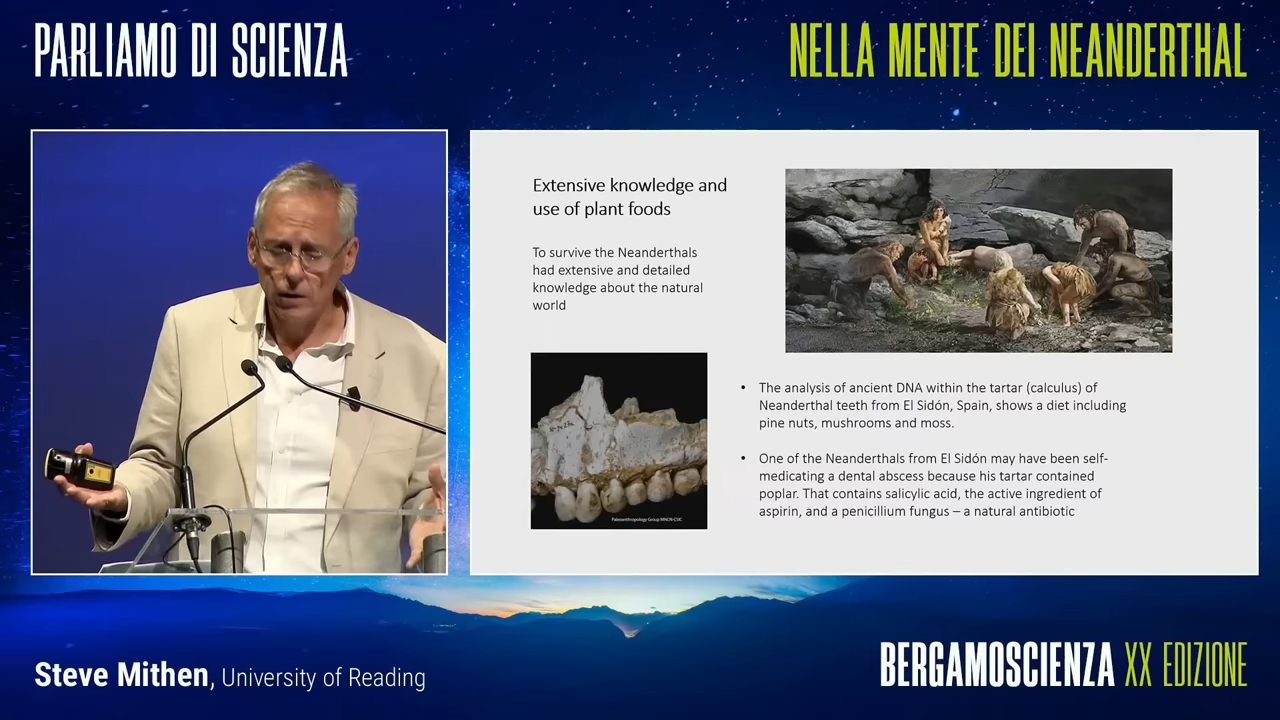 PARLIAMO DI SCIENZA
NELLA MENTE DEI NEANDERTHAL
Extensive knowledge and
use of plant foods
To survive the Neanderthals
had extensive and detailed
knowledge about the natural
world
Paleoanthropology Group MNCN-CSIC
• The analysis of ancient DNA within the tartar (calculus) of
Neanderthal teeth from El Sidón, Spain, shows a diet including
pine nuts, mushrooms and moss.
• One of the Neanderthals from El Sidón may have been self-
medicating a dental abscess because his tartar contained
poplar. That contains salicylic acid, the active ingredient of
aspirin, and a penicillium fungus – a natural antibiotic
Steve Mithen, University of Reading
BERGAMOSCIENZA XX EDIZIONE